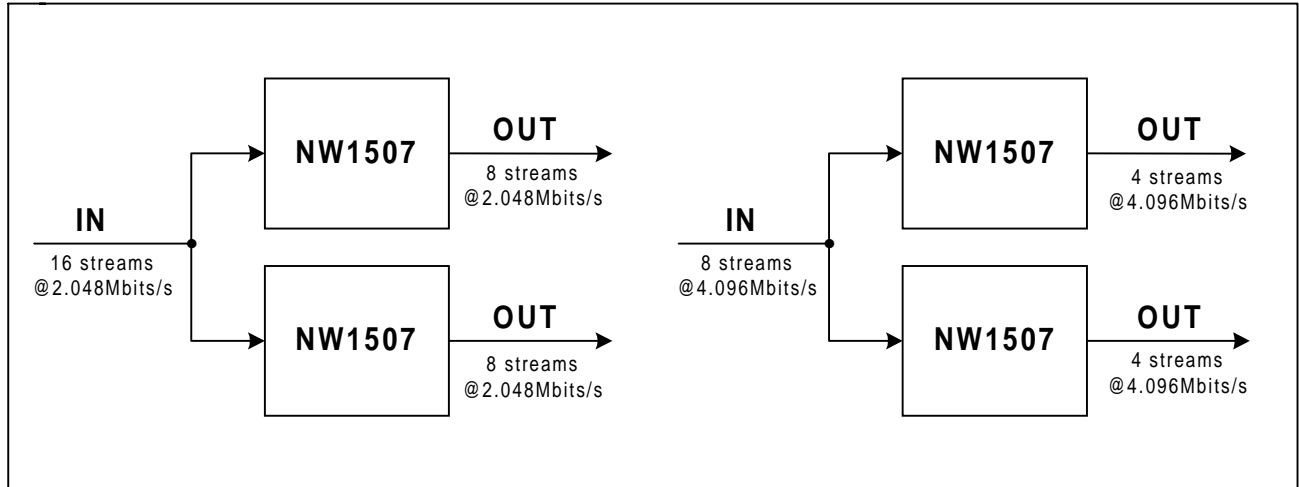 NW1507
OUT
8 streams
@2.048Mbits/s
IN
16 streams
@2.048Mbits/s
NW1507
OUT
8 streams
@2.048Mbits/s
NW1507
OUT
4 streams
@4.096Mbits/s
IN
8 streams
@4.096Mbits/s
NW1507
OUT
4 streams
@4.096Mbits/s